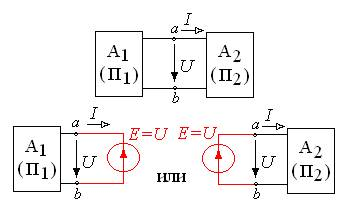 a I
A1 A2
(П1) U (П2)
b
a I E=U E=U a I
A1 A2
(П1) U U (П2)
b или b